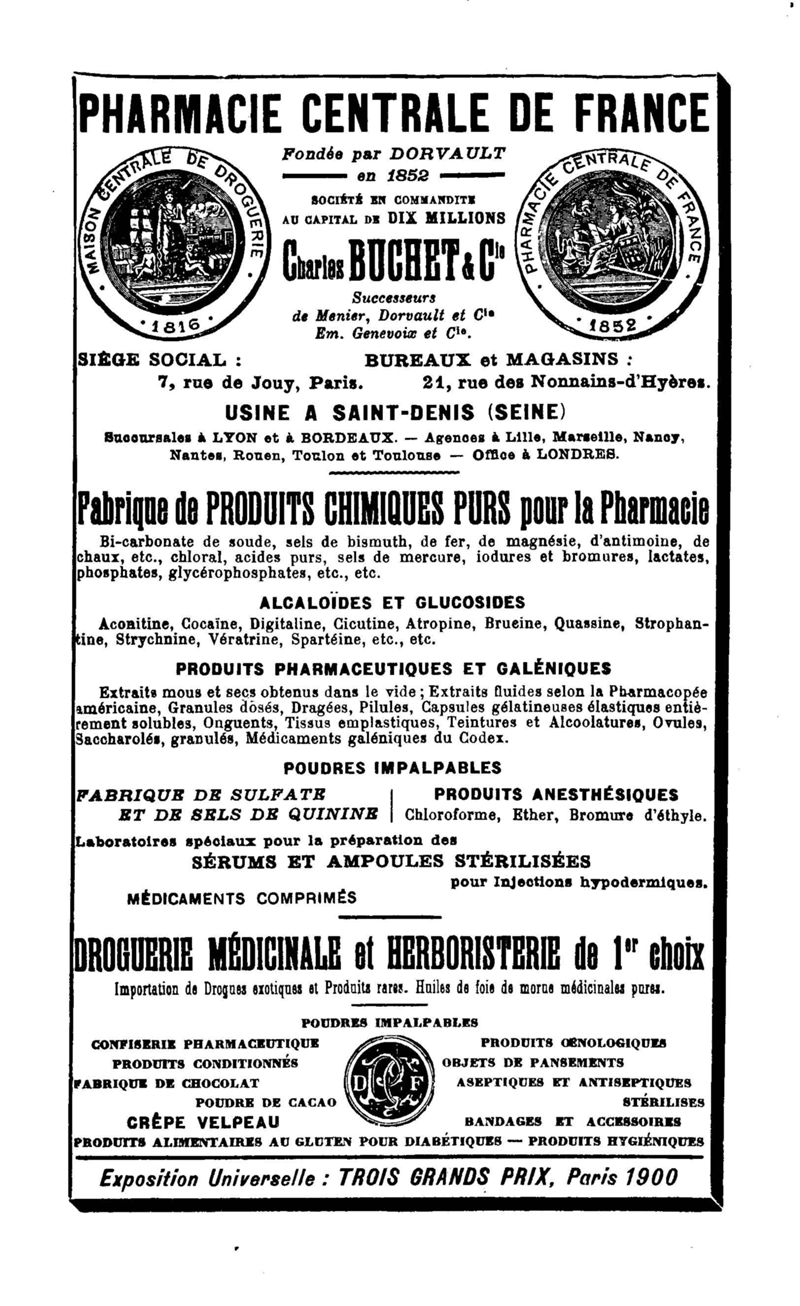 PHARMACIE CENTRALE DE FRANCE
MAISON CENTRALE DE DROGUERIE
• 1816 •
Fondée par DORVAULT
en 1852
SOCIÉTÉ EN COMMANDITE
AU CAPITAL DE DIX MILLIONS
Charles BUCHET & Cie
Successeurs
de Menier, Dorvault et Cie
Em. Genevoix et Cie.
PHARMACIE CENTRALE DE FRANCE
• 1852 •
SIÈGE SOCIAL :
7, rue de Jouy, Paris.
BUREAUX et MAGASINS :
21, rue des Nonnains-d'Hyères.
USINE A SAINT-DENIS (SEINE)
Succursales à LYON et à BORDEAUX. — Agences à Lille, Marseille, Nancy,
Nantes, Rouen, Toulon et Toulouse — Office à LONDRES.
Fabrique de PRODUITS CHIMIQUES PURS pour la Pharmacie
Bi-carbonate de soude, sels de bismuth, de fer, de magnésie, d'antimoine, de
chaux, etc., chloral, acides purs, sels de mercure, iodures et bromures, lactates,
phosphates, glycérophosphates, etc., etc.
ALCALOÏDES ET GLUCOSIDES
Aconitine, Cocaïne, Digitaline, Cicutine, Atropine, Brucine, Quassine, Strophan-
tine, Strychnine, Vératrine, Spartéine, etc., etc.
PRODUITS PHARMACEUTIQUES ET GALÉNIQUES
Extraits mous et secs obtenus dans le vide ; Extraits fluides selon la Pharmacopée
américaine, Granules dosés, Dragées, Pilules, Capsules gélatineuses élastiques entiè-
rement solubles, Onguents, Tissus emplastiques, Teintures et Alcoolatures, Ovules,
Saccharolés, granulés, Médicaments galéniques du Codex.
POUDRES IMPALPABLES
FABRIQUE DE SULFATE
ET DE SELS DE QUININE
PRODUITS ANESTHÉSIQUES
Chloroforme, Ether, Bromure d'éthyle.
Laboratoires spéciaux pour la préparation des
SÉRUMS ET AMPOULES STÉRILISÉES
pour Injections hypodermiques.
MÉDICAMENTS COMPRIMÉS
DROGUERIE MÉDICINALE et HERBORISTERIE de 1er choix
Importation de Drogues exotiques et Produits rares. Huiles de foie de morue médicinales pures.
POUDRES IMPALPABLES
CONFISERIE PHARMACEUTIQUE
PRODUITS CONDITIONNÉS
FABRIQUE DE CHOCOLAT
POUDRE DE CACAO
CRÊPE VELPEAU
D PC F
PRODUITS ŒNOLOGIQUES
OBJETS DE PANSEMENTS
ASEPTIQUES ET ANTISEPTIQUES
STÉRILISES
BANDAGES ET ACCESSOIRES
PRODUITS ALIMENTAIRES AU GLUTEN POUR DIABÉTIQUES — PRODUITS HYGIÉNIQUES
Exposition Universelle : TROIS GRANDS PRIX, Paris 1900